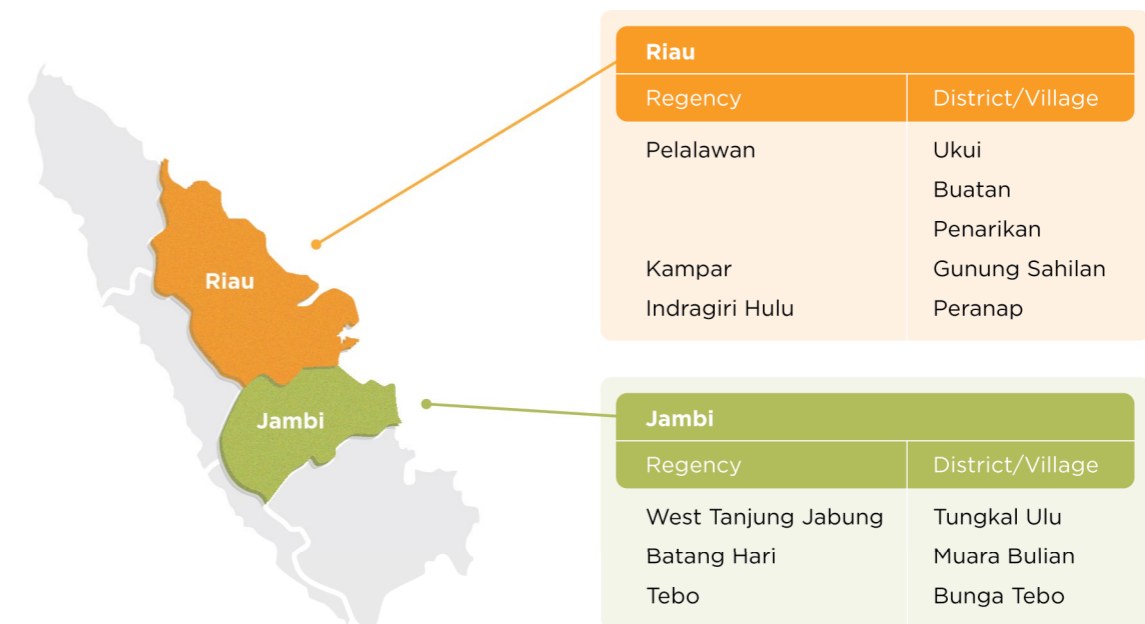 Riau
Jambi
Riau
Regency District/Village
Pelalawan Ukui
Buatan
Penarikan
Kampar Gunung Sahilan
Indragiri Hulu Peranap
Jambi
Regency District/Village
West Tanjung Jabung Tungkal Ulu
Batang Hari Muara Bulian
Tebo Bunga Tebo